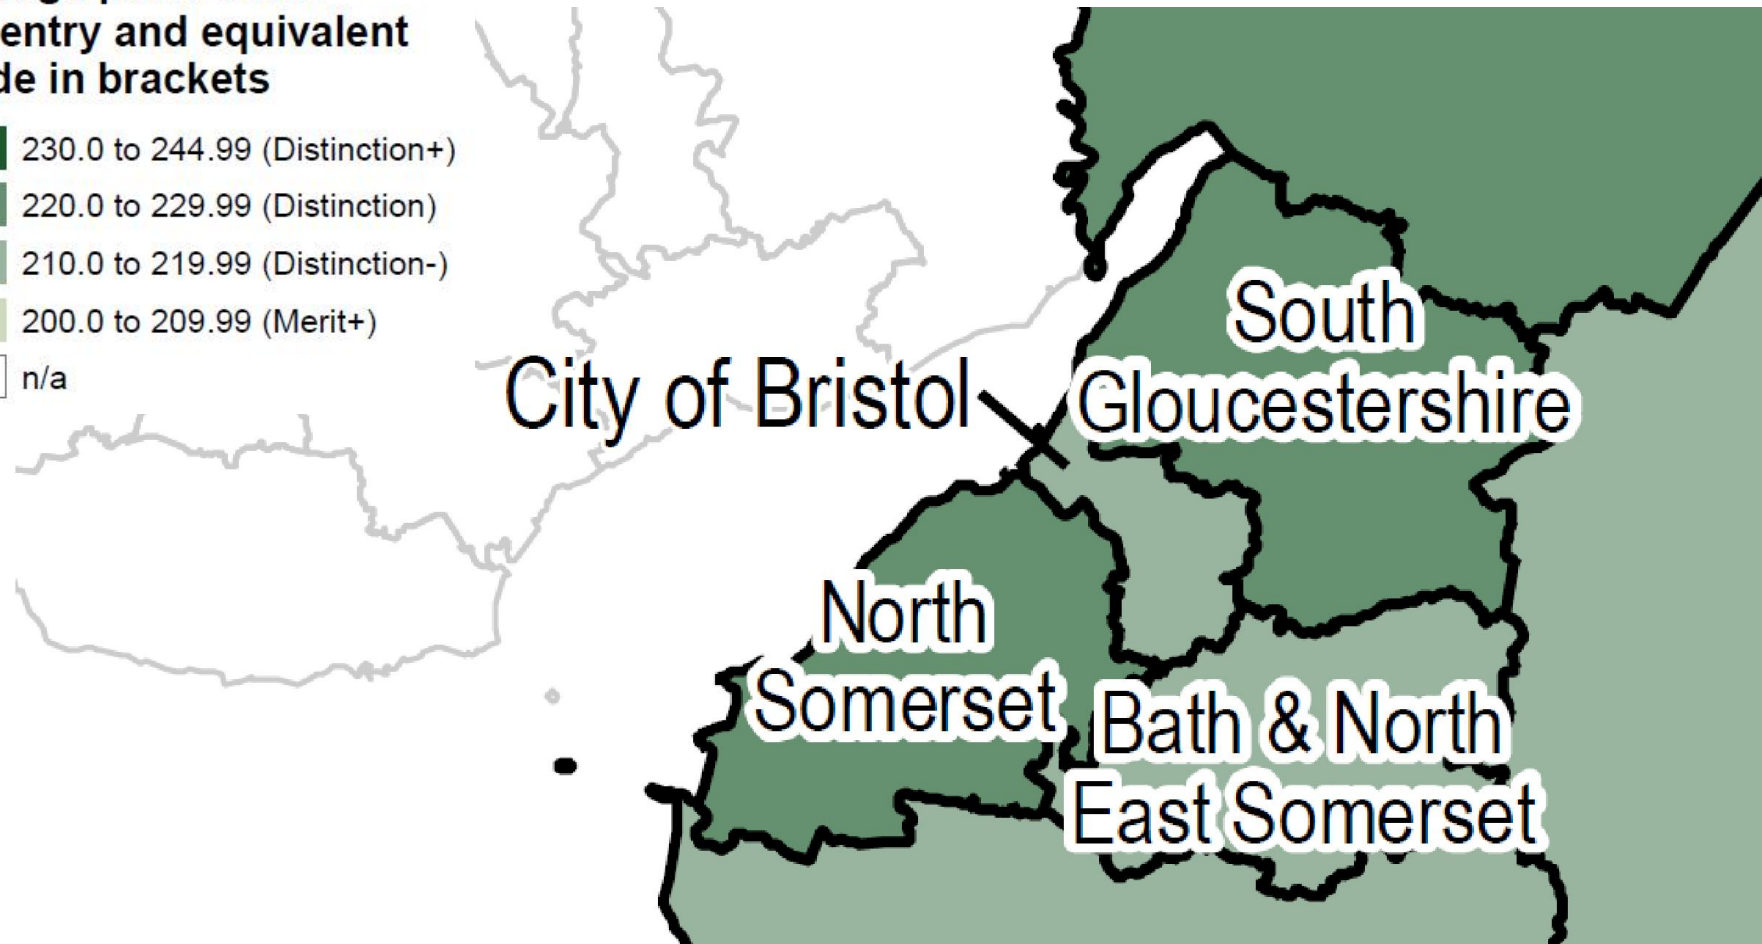 entry and equivalent
de in brackets
230.0 to 244.99 (Distinction+)
220.0 to 229.99 (Distinction)
210.0 to 219.99 (Distinction-)
200.0 to 209.99 (Merit+)
n/a
City of Bristol
South
Gloucestershire
North
Somerset
Bath & North
East Somerset